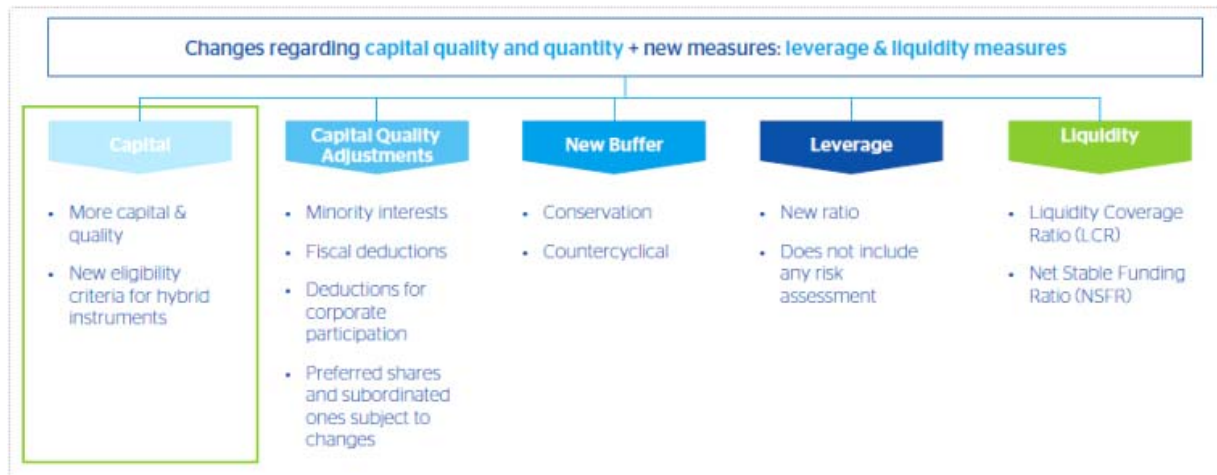 Changes regarding capital quality and quantity + new measures: leverage & liquidity measures
Capital
• More capital &
quality
• New eligibility
criteria for hybrid
instruments
Capital Quality
Adjustments
• Minority interests
• Fiscal deductions
• Deductions for
corporate
participation
• Preferred shares
and subordinated
ones subject to
changes
New Buffer
• Conservation
• Countercyclical
Leverage
• New ratio
• Does not include
any risk
assessment
Liquidity
• Liquidity Coverage
Ratio (LCR)
• Net Stable Funding
Ratio (NSFR)